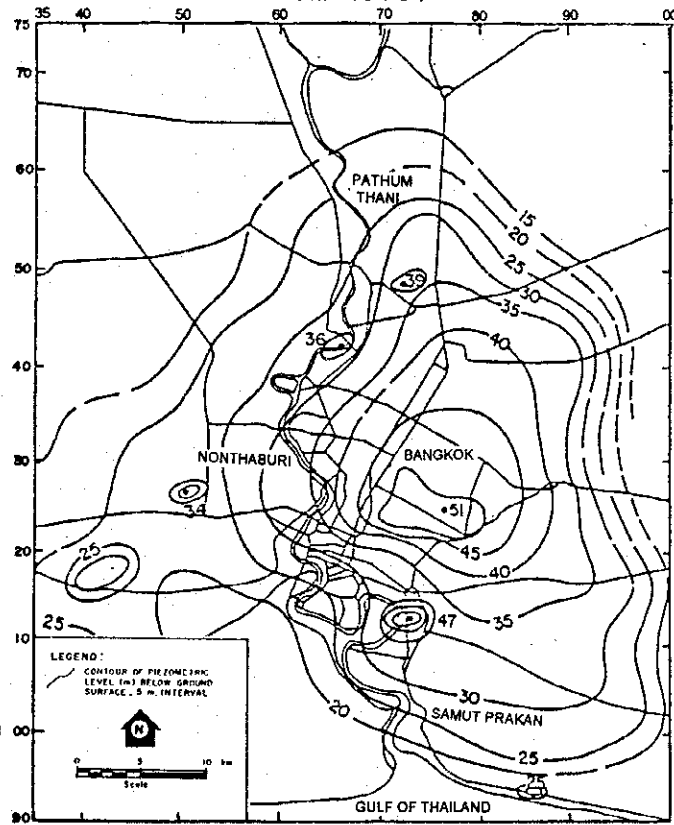 35 60 70 80 90 00
75
70
60
50
40
30
20
10
00
90
PATHUM
THANI
15
20
25
30
35
39
36
40
NONTHABURI
BANGKOK
34
51
45
40
25
35
47
25
30
20
SAMUT PRAKAN
25
25
GULF OF THAILAND
LEGEND:
CONTOUR OF PIEZOMETRIC
LEVEL (m) BELOW GROUND
SURFACE, 5 m. INTERVAL
N
0 5 10 km
Scale